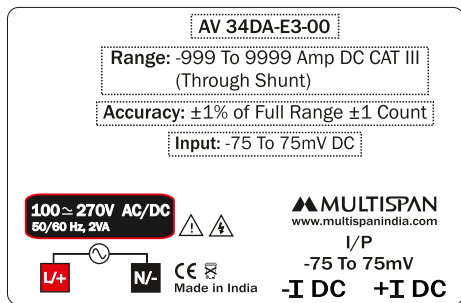 AV 34DA-E3-00
Range: -999 To 9999 Amp DC CAT III
(Through Shunt)
Accuracy: ±1% of Full Range ±1 Count
Input: -75 To 75mV DC
100≃270V AC/DC
50/60 Hz, 2VA
L/+
N/-
CE
Made in India
MULTISPAN
www.multispanindia.com
I/P
-75 To 75mV
-I DC +I DC